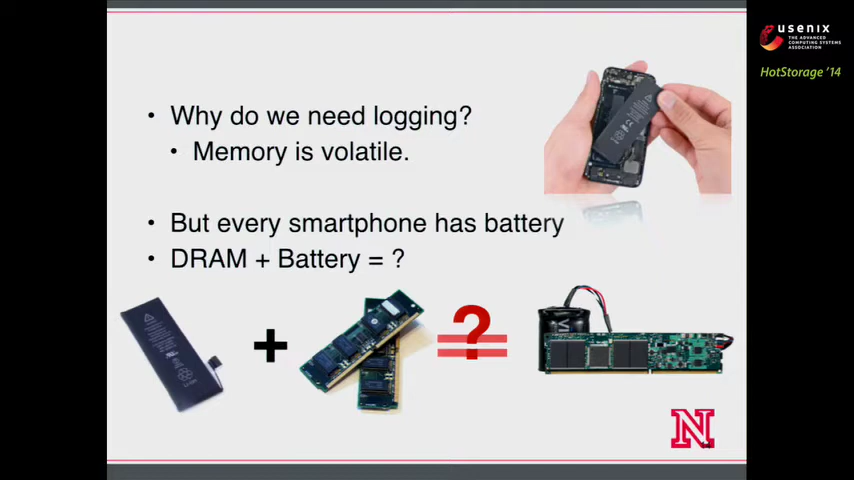 usenix
THE ADVANCED
COMPUTING SYSTEMS
ASSOCIATION
HotStorage '14
• Why do we need logging?
• Memory is volatile.
• But every smartphone has battery
• DRAM + Battery = ?
+
?
=
N